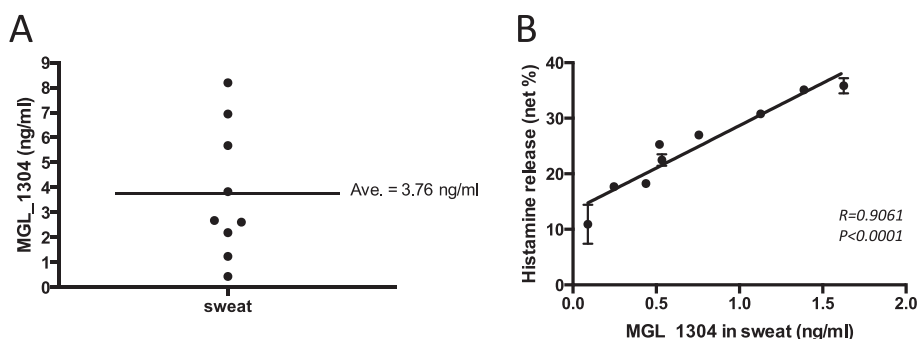 A
9
8
7
6
5
4
3
2
1
0
MGL_1304 (ng/ml)
Ave. = 3.76 ng/ml
sweat
B
40
30
20
10
0
Histamine release (net %)
R=0.9061
P<0.0001
0.0 0.5 1.0 1.5 2.0
MGL_1304 in sweat (ng/ml)